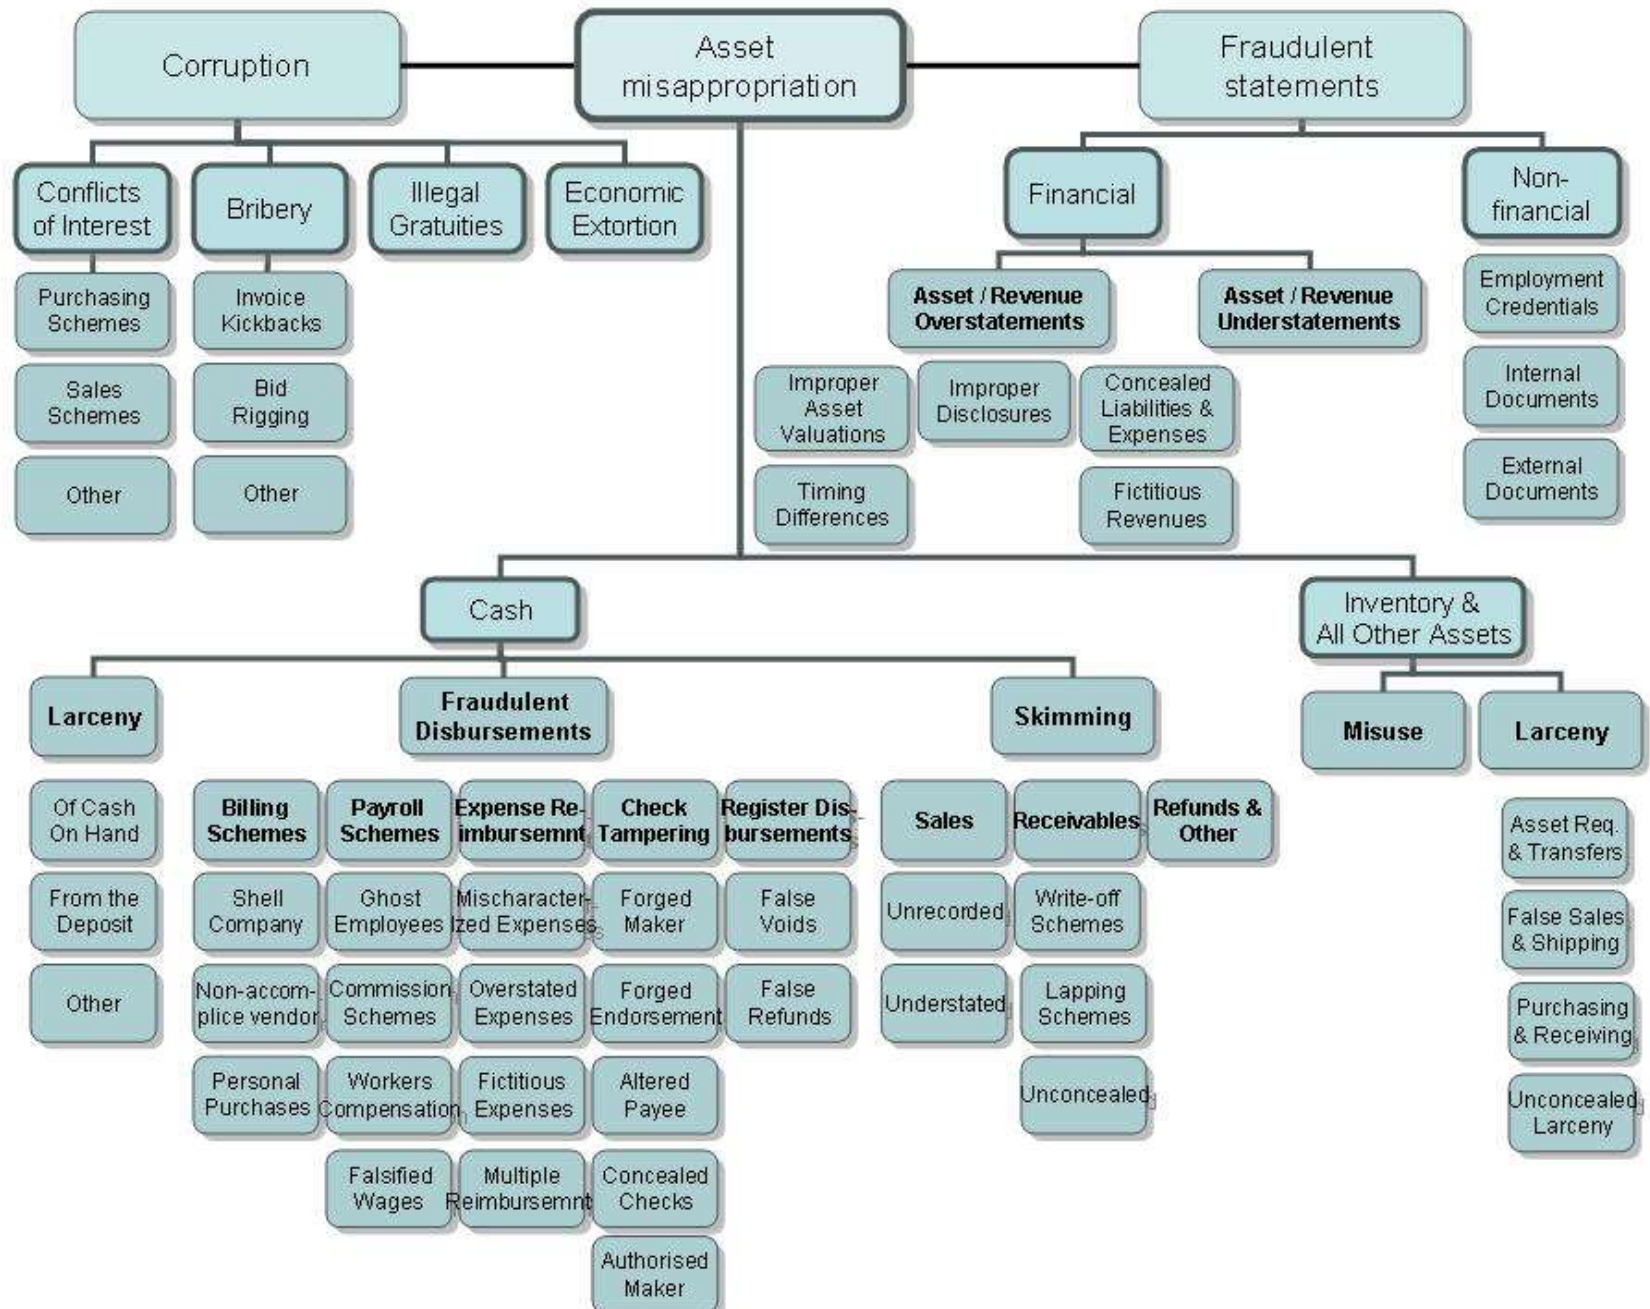 Corruption
Asset
misappropriation
Fraudulent
statements
Conflicts
of Interest
Bribery
Illegal
Gratuities
Economic
Extortion
Financial
Non-
financial
Purchasing
Schemes
Invoice
Kickbacks
Asset / Revenue
Overstatements
Asset / Revenue
Understatements
Employment
Credentials
Sales
Schemes
Bid
Rigging
Improper
Asset
Valuations
Improper
Disclosures
Concealed
Liabilities &
Expenses
Internal
Documents
Other
Other
Timing
Differences
Fictitious
Revenues
External
Documents
Cash
Inventory &
All Other Assets
Larceny
Fraudulent
Disbursements
Skimming
Misuse
Larceny
Of Cash
On Hand
From the
Deposit
Other
Billing
Schemes
Shell
Company
Non-accom-
plice vendor
Personal
Purchases
Payroll
Schemes
Ghost
Employees
Commission
Schemes
Workers
Compensation
Falsified
Wages
Expense Re-
imbursemnt
Mischaracter-
ized Expenses
Overstated
Expenses
Fictitious
Expenses
Multiple
Reimbursemnt
Check
Tampering
Forged
Maker
Forged
Endorsement
Altered
Payee
Concealed
Checks
Authorised
Maker
Register Dis-
bursements
False
Voids
False
Refunds
Sales
Unrecorded
Understated
Receivables
Write-off
Schemes
Lapping
Schemes
Unconcealed
Refunds &
Other
Asset Req.
& Transfers
False Sales
& Shipping
Purchasing
& Receiving
Unconcealed
Larceny